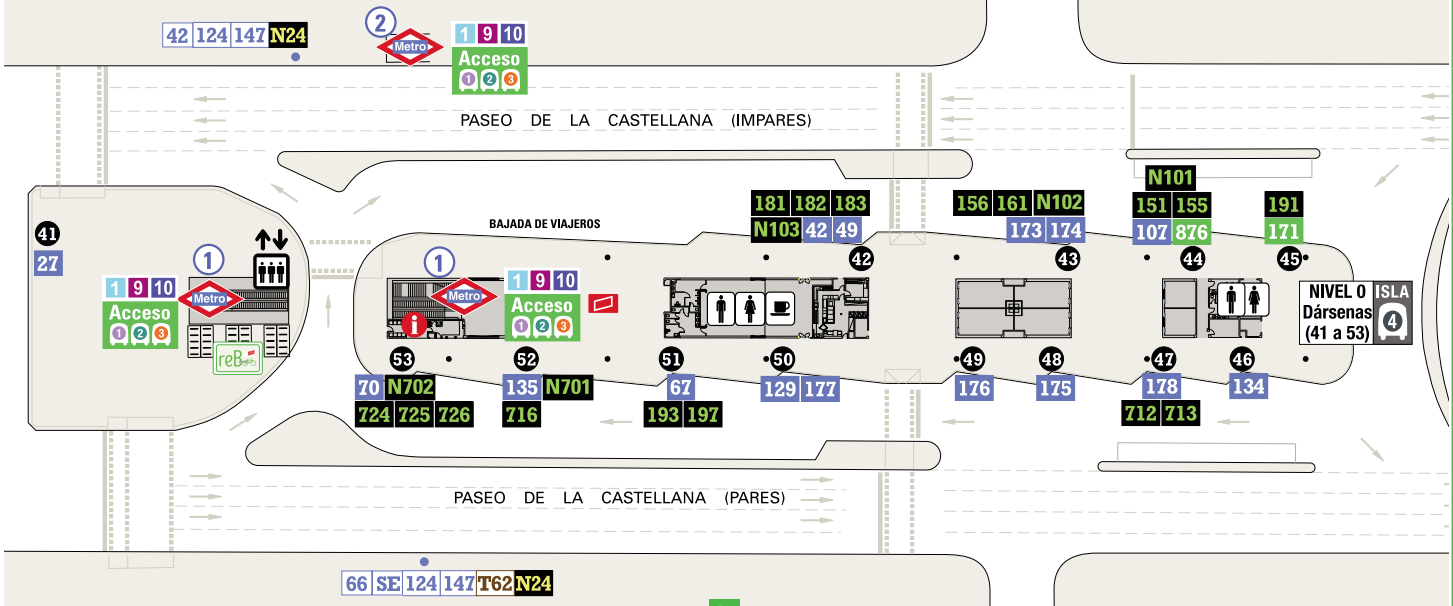 42 124 147 N24
2
Metro
1 9 10
Acceso
1 2 3
PASEO DE LA CASTELLANA (IMPARES)
41
27
1
Metro
1 9 10
Acceso
1 2 3
reB
BAJADA DE VIAJEROS
1
Metro
i
1 9 10
Acceso
1 2 3
181 182 183
N103 42 49
42
156 161 N102
173 174
43
N101
151 155
107 876
44
191
171
45
NIVEL 0
Dársenas
(41 a 53)
ISLA
4
53
70 N702
724 725 726
52
135 N701
716
51
67
193 197
50
129 177
49
176
48
175
47
178
712 713
46
134
PASEO DE LA CASTELLANA (PARES)
66 SE 124 147 T62 N24